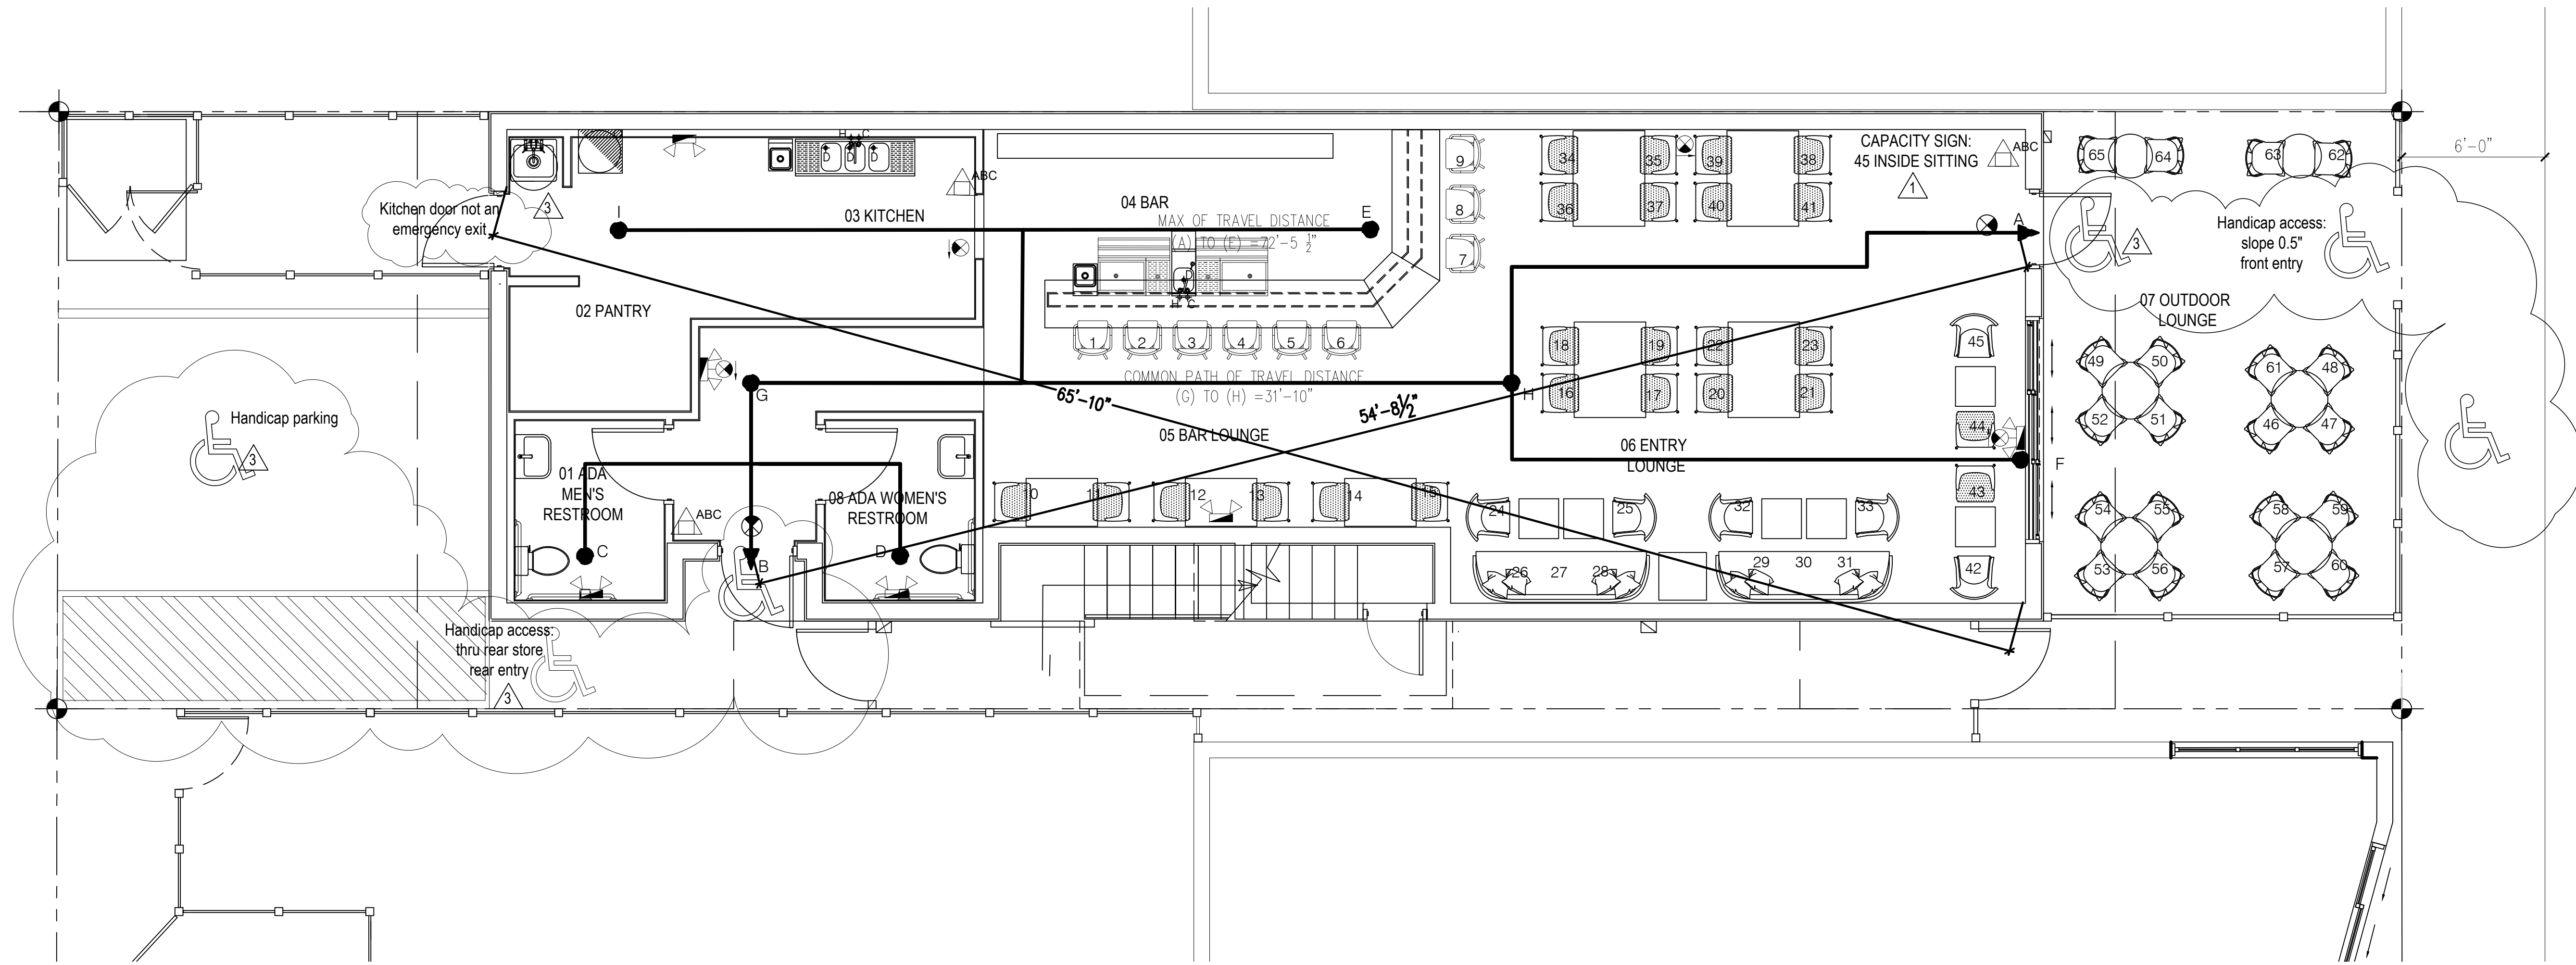 6'-0"
H C
CAPACITY SIGN:
45 INSIDE SITTING
ABC
1
ABC
9
34
35
39
38
65
64
63
62
Kitchen door not an
emergency exit
3
03 KITCHEN
04 BAR
8
36
37
40
41
I
E
MAX OF TRAVEL DISTANCE
(A) TO (E) =72'-5 1/2"
A
3
Handicap access:
slope 0.5"
front entry
7
H C
02 PANTRY
07 OUTDOOR
LOUNGE
1
2
3
4
5
6
18
19
22
23
45
49
50
61
48
COMMON PATH OF TRAVEL DISTANCE
(G) TO (H) =31'-10"
G
H
65'-10"
54'-8½"
16
17
20
21
52
51
46
47
44
F
Handicap parking
3
05 BAR LOUNGE
06 ENTRY
LOUNGE
01 ADA
MEN'S
RESTROOM
08 ADA WOMEN'S
RESTROOM
ABC
10
11
12
13
14
15
24
25
32
33
43
54
55
58
59
C
D
B
26
27
28
29
30
31
42
53
56
57
60
Handicap access:
thru rear store
rear entry
3